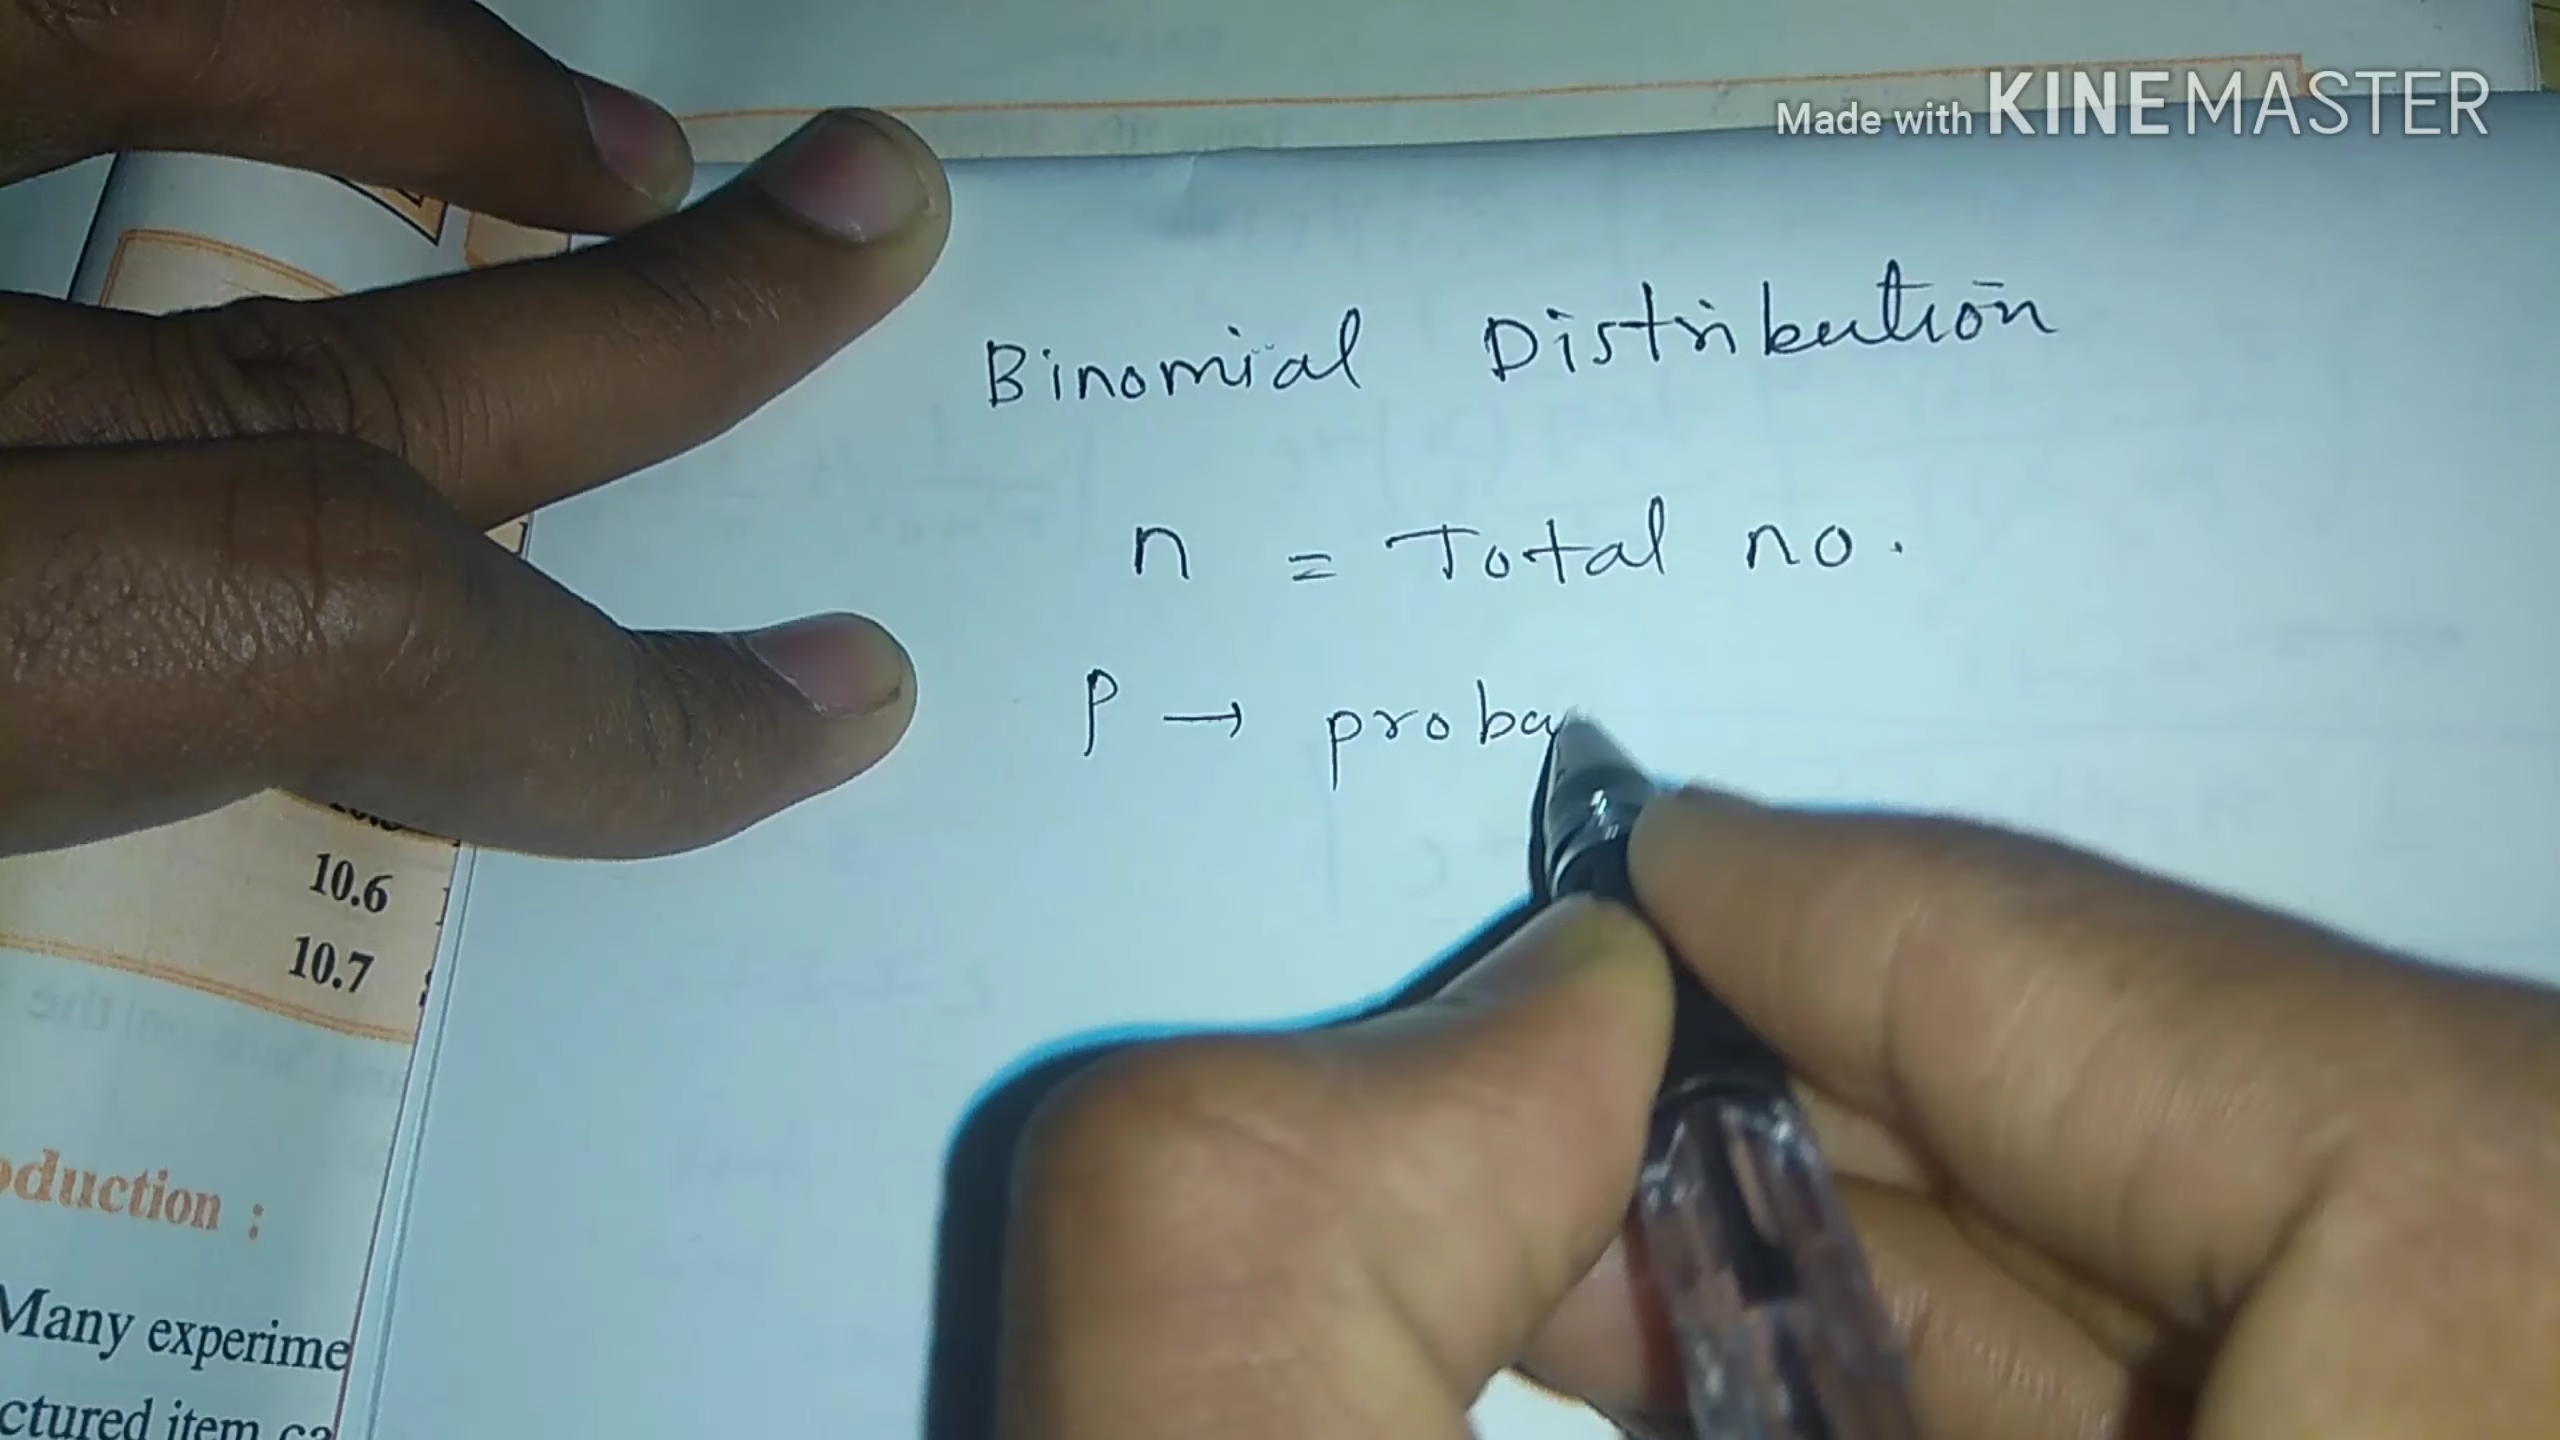 Made with KINEMASTER
Binomial Distribution
n = Total no.
P → proba
10.6
10.7
oduction :
Many experime
ctured item ca